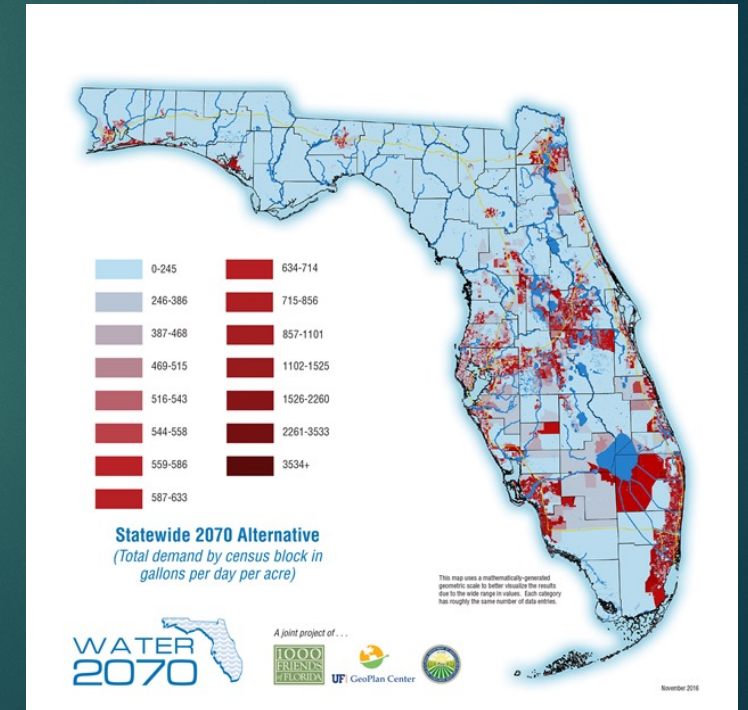 0-245
246-386
387-468
469-515
516-543
544-558
559-586
587-633
634-714
715-856
857-1101
1102-1525
1526-2260
2261-3533
3534+
Statewide 2070 Alternative
(Total demand by census block in
gallons per day per acre)
This map uses a mathematically-generated
geometric scale to better visualize the results
due to the wide range in values. Each category
has roughly the same number of data entries.
WATER
2070
A joint project of . . .
1000
FRIENDS
of FLORIDA
UF GeoPlan Center
November 2016